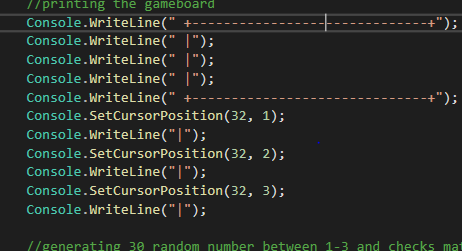 //printing the gameboard
Console.WriteLine(" +------------------------------+");
Console.WriteLine(" |");
Console.WriteLine(" |");
Console.WriteLine(" |");
Console.WriteLine(" +------------------------------+");
Console.SetCursorPosition(32, 1);
Console.WriteLine("|");
Console.SetCursorPosition(32, 2);
Console.WriteLine("|");
Console.SetCursorPosition(32, 3);
Console.WriteLine("|");
//generating 30 random number between 1-3 and checks